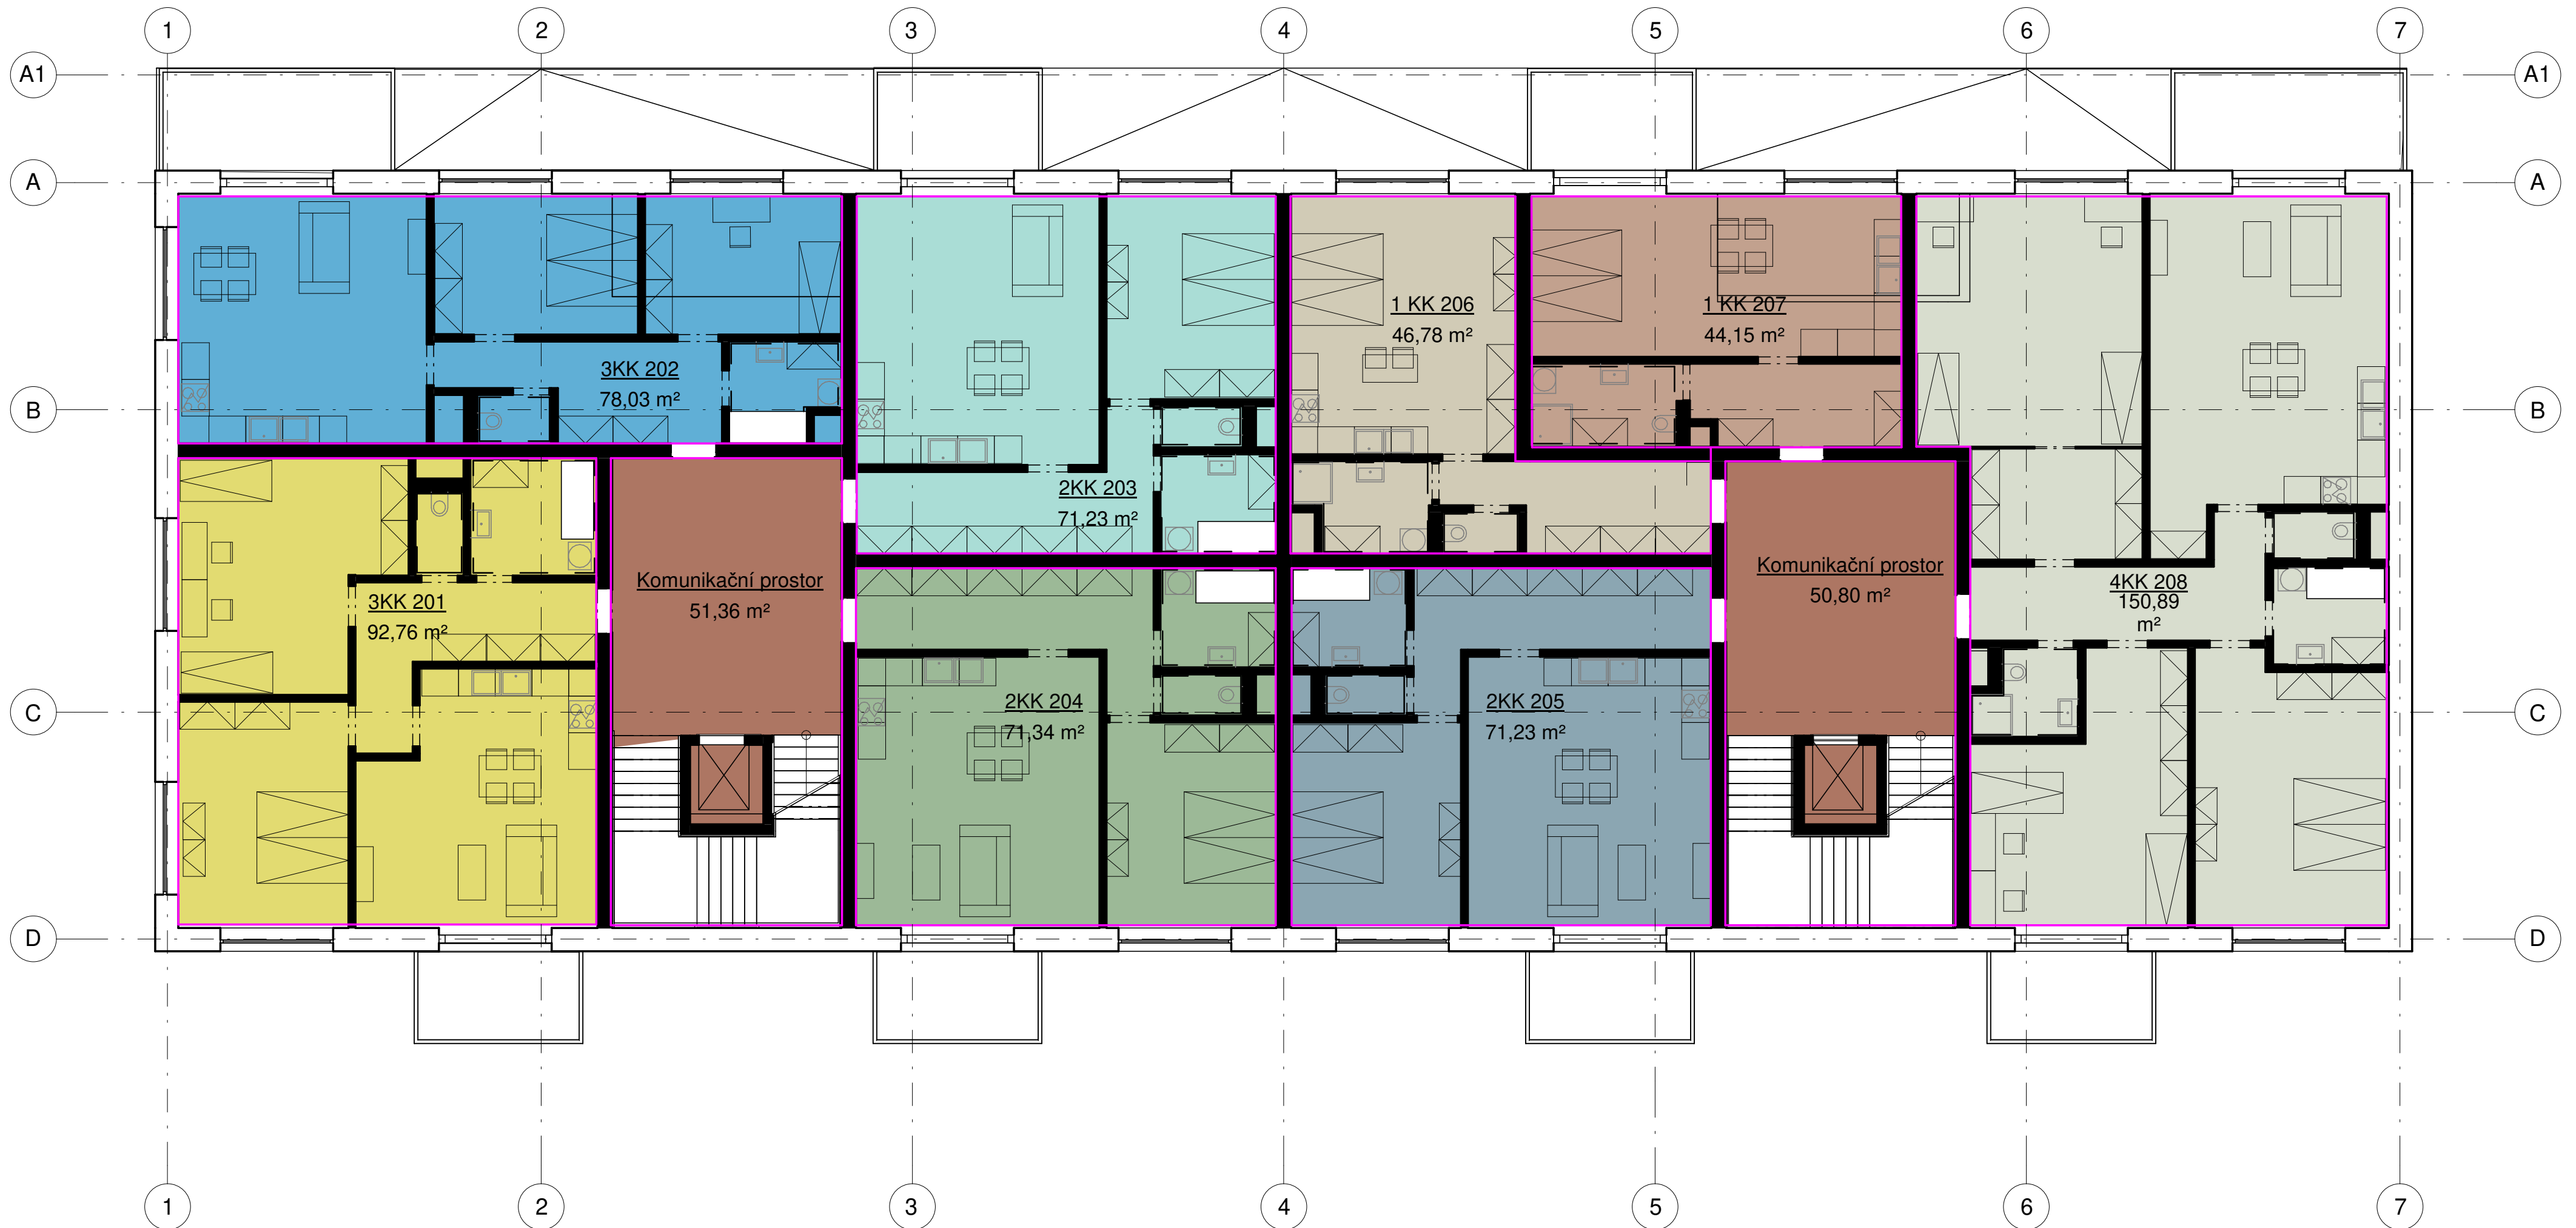 1 2 3 4 5 6 7
A1 A1
A A
1 KK 206
46,78 m²
1 KK 207
44,15 m²
3KK 202
78,03 m²
B B
2KK 203
71,23 m²
Komunikační prostor
51,36 m²
Komunikační prostor
50,80 m²
4KK 208
150,89
m²
3KK 201
92,76 m²
2KK 204
71,34 m²
2KK 205
71,23 m²
C C
D D
1 2 3 4 5 6 7